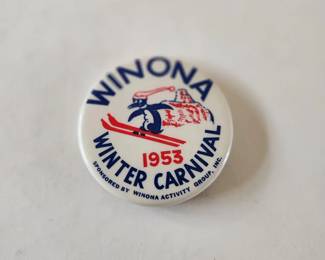 WINONA
1953
WINTER CARNIVAL
SPONSORED BY WINONA ACTIVITY GROUP, INC.